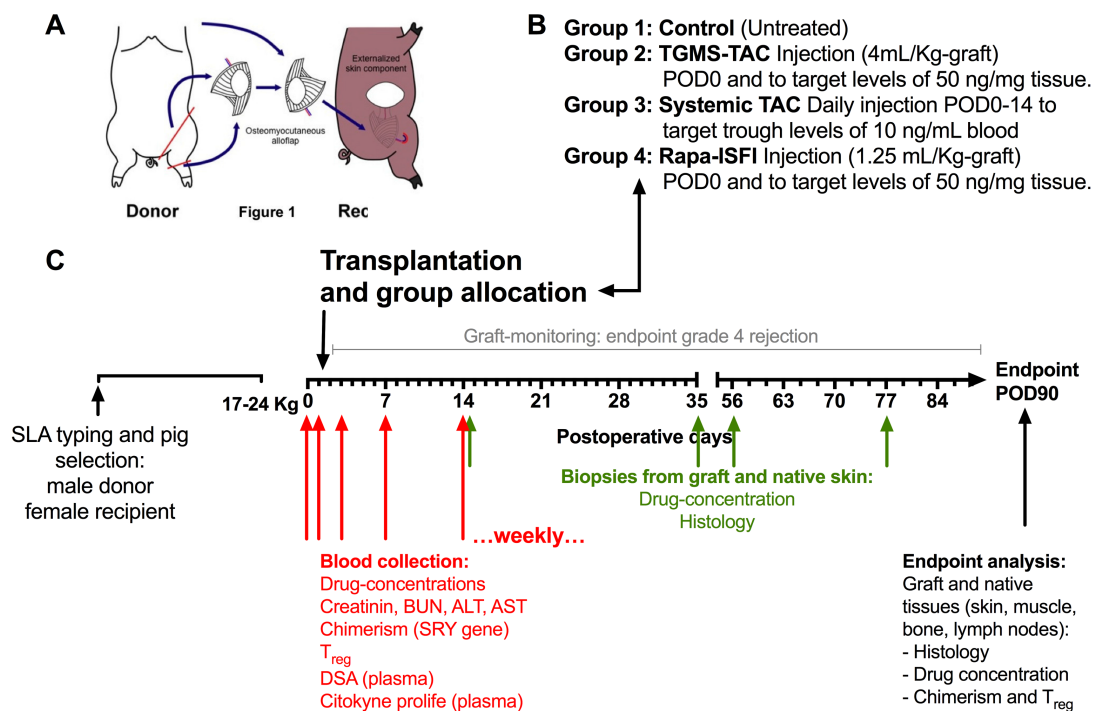 A
Externalized
skin component
Osteomyocutaneous
alloflap
Donor
Figure 1
Rec
B
Group 1: Control (Untreated)
Group 2: TGMS-TAC Injection (4mL/Kg-graft)
POD0 and to target levels of 50 ng/mg tissue.
Group 3: Systemic TAC Daily injection POD0-14 to
target trough levels of 10 ng/mL blood
Group 4: Rapa-ISFI Injection (1.25 mL/Kg-graft)
POD0 and to target levels of 50 ng/mg tissue.
C
Transplantation
and group allocation
Graft-monitoring: endpoint grade 4 rejection
17-24 Kg
0 7 14 21 28 35 56 63 70 77 84
Endpoint
POD90
SLA typing and pig
selection:
male donor
female recipient
Postoperative days
Biopsies from graft and native skin:
Drug-concentration
Histology
...weekly...
Blood collection:
Drug-concentrations
Creatinin, BUN, ALT, AST
Chimerism (SRY gene)
Treg
DSA (plasma)
Citokyne prolife (plasma)
Endpoint analysis:
Graft and native
tissues (skin, muscle,
bone, lymph nodes):
- Histology
- Drug concentration
- Chimerism and Treg